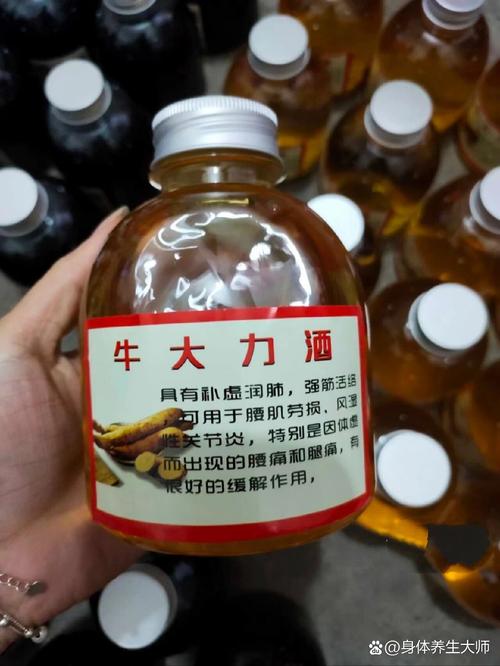 牛大力酒
具有补虚润肺，强筋活络
可用于腰肌劳损、风湿
性关节炎，特别是因体虚
而出现的腰痛和腿痛，有
很好的缓解作用，
@身体养生大师